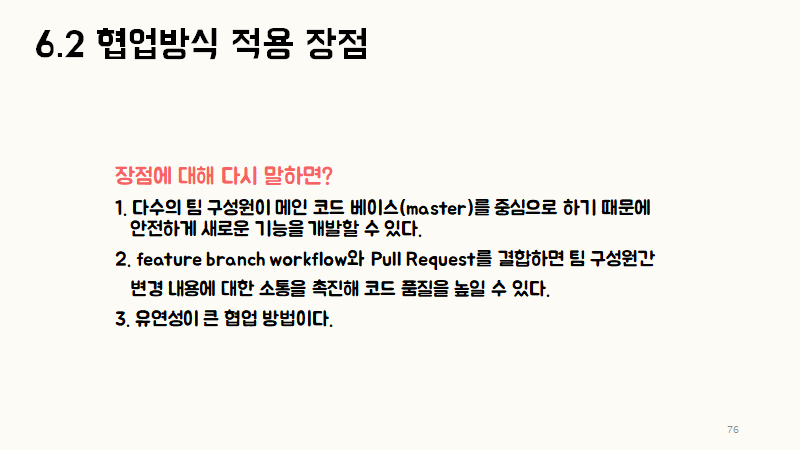 6.2 협업방식 적용 장점
장점에 대해 다시 말하면?
1. 다수의 팀 구성원이 메인 코드 베이스(master)를 중심으로 하기 때문에
안전하게 새로운 기능을 개발할 수 있다.
2. feature branch workflow와 Pull Request를 결합하면 팀 구성원간
변경 내용에 대한 소통을 촉진해 코드 품질을 높일 수 있다.
3. 유연성이 큰 협업 방법이다.
76